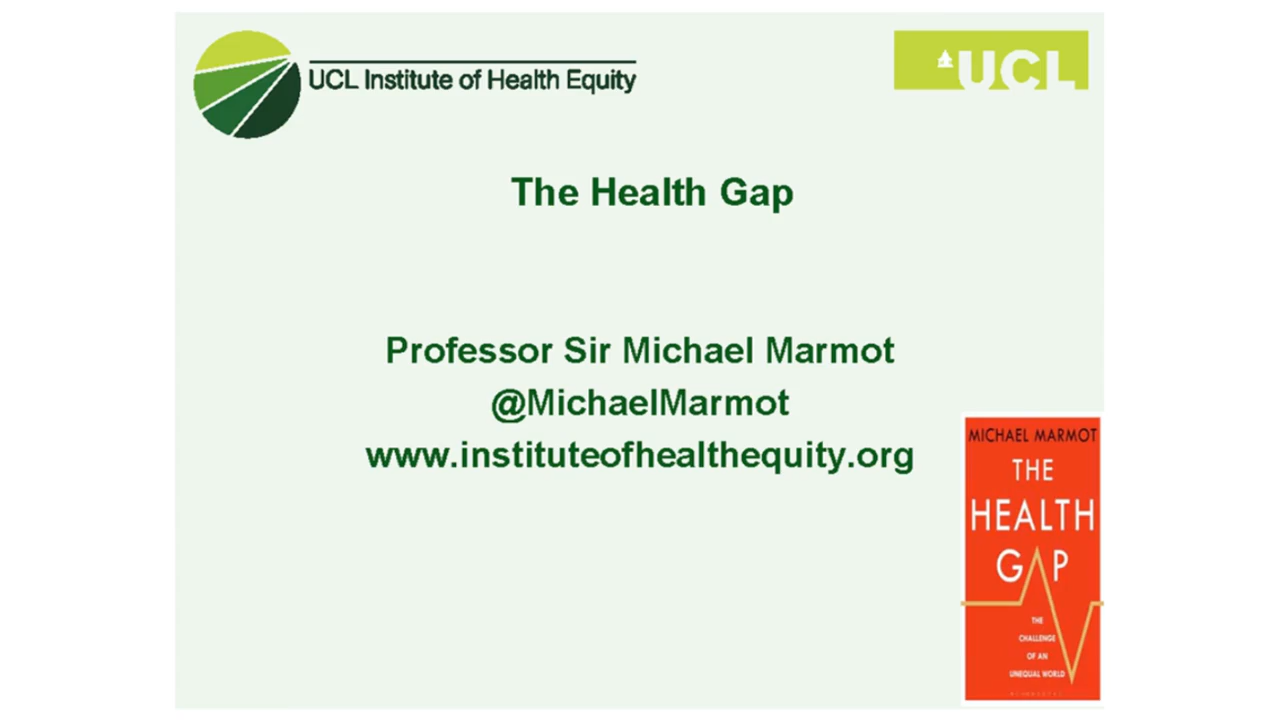 UCL Institute of Health Equity
UCL
The Health Gap
Professor Sir Michael Marmot
@MichaelMarmot
www.instituteofhealthequity.org
MICHAEL MARMOT
THE
HEALTH
GAP
THE
CHALLENGE
OF AN
UNEQUAL WORLD